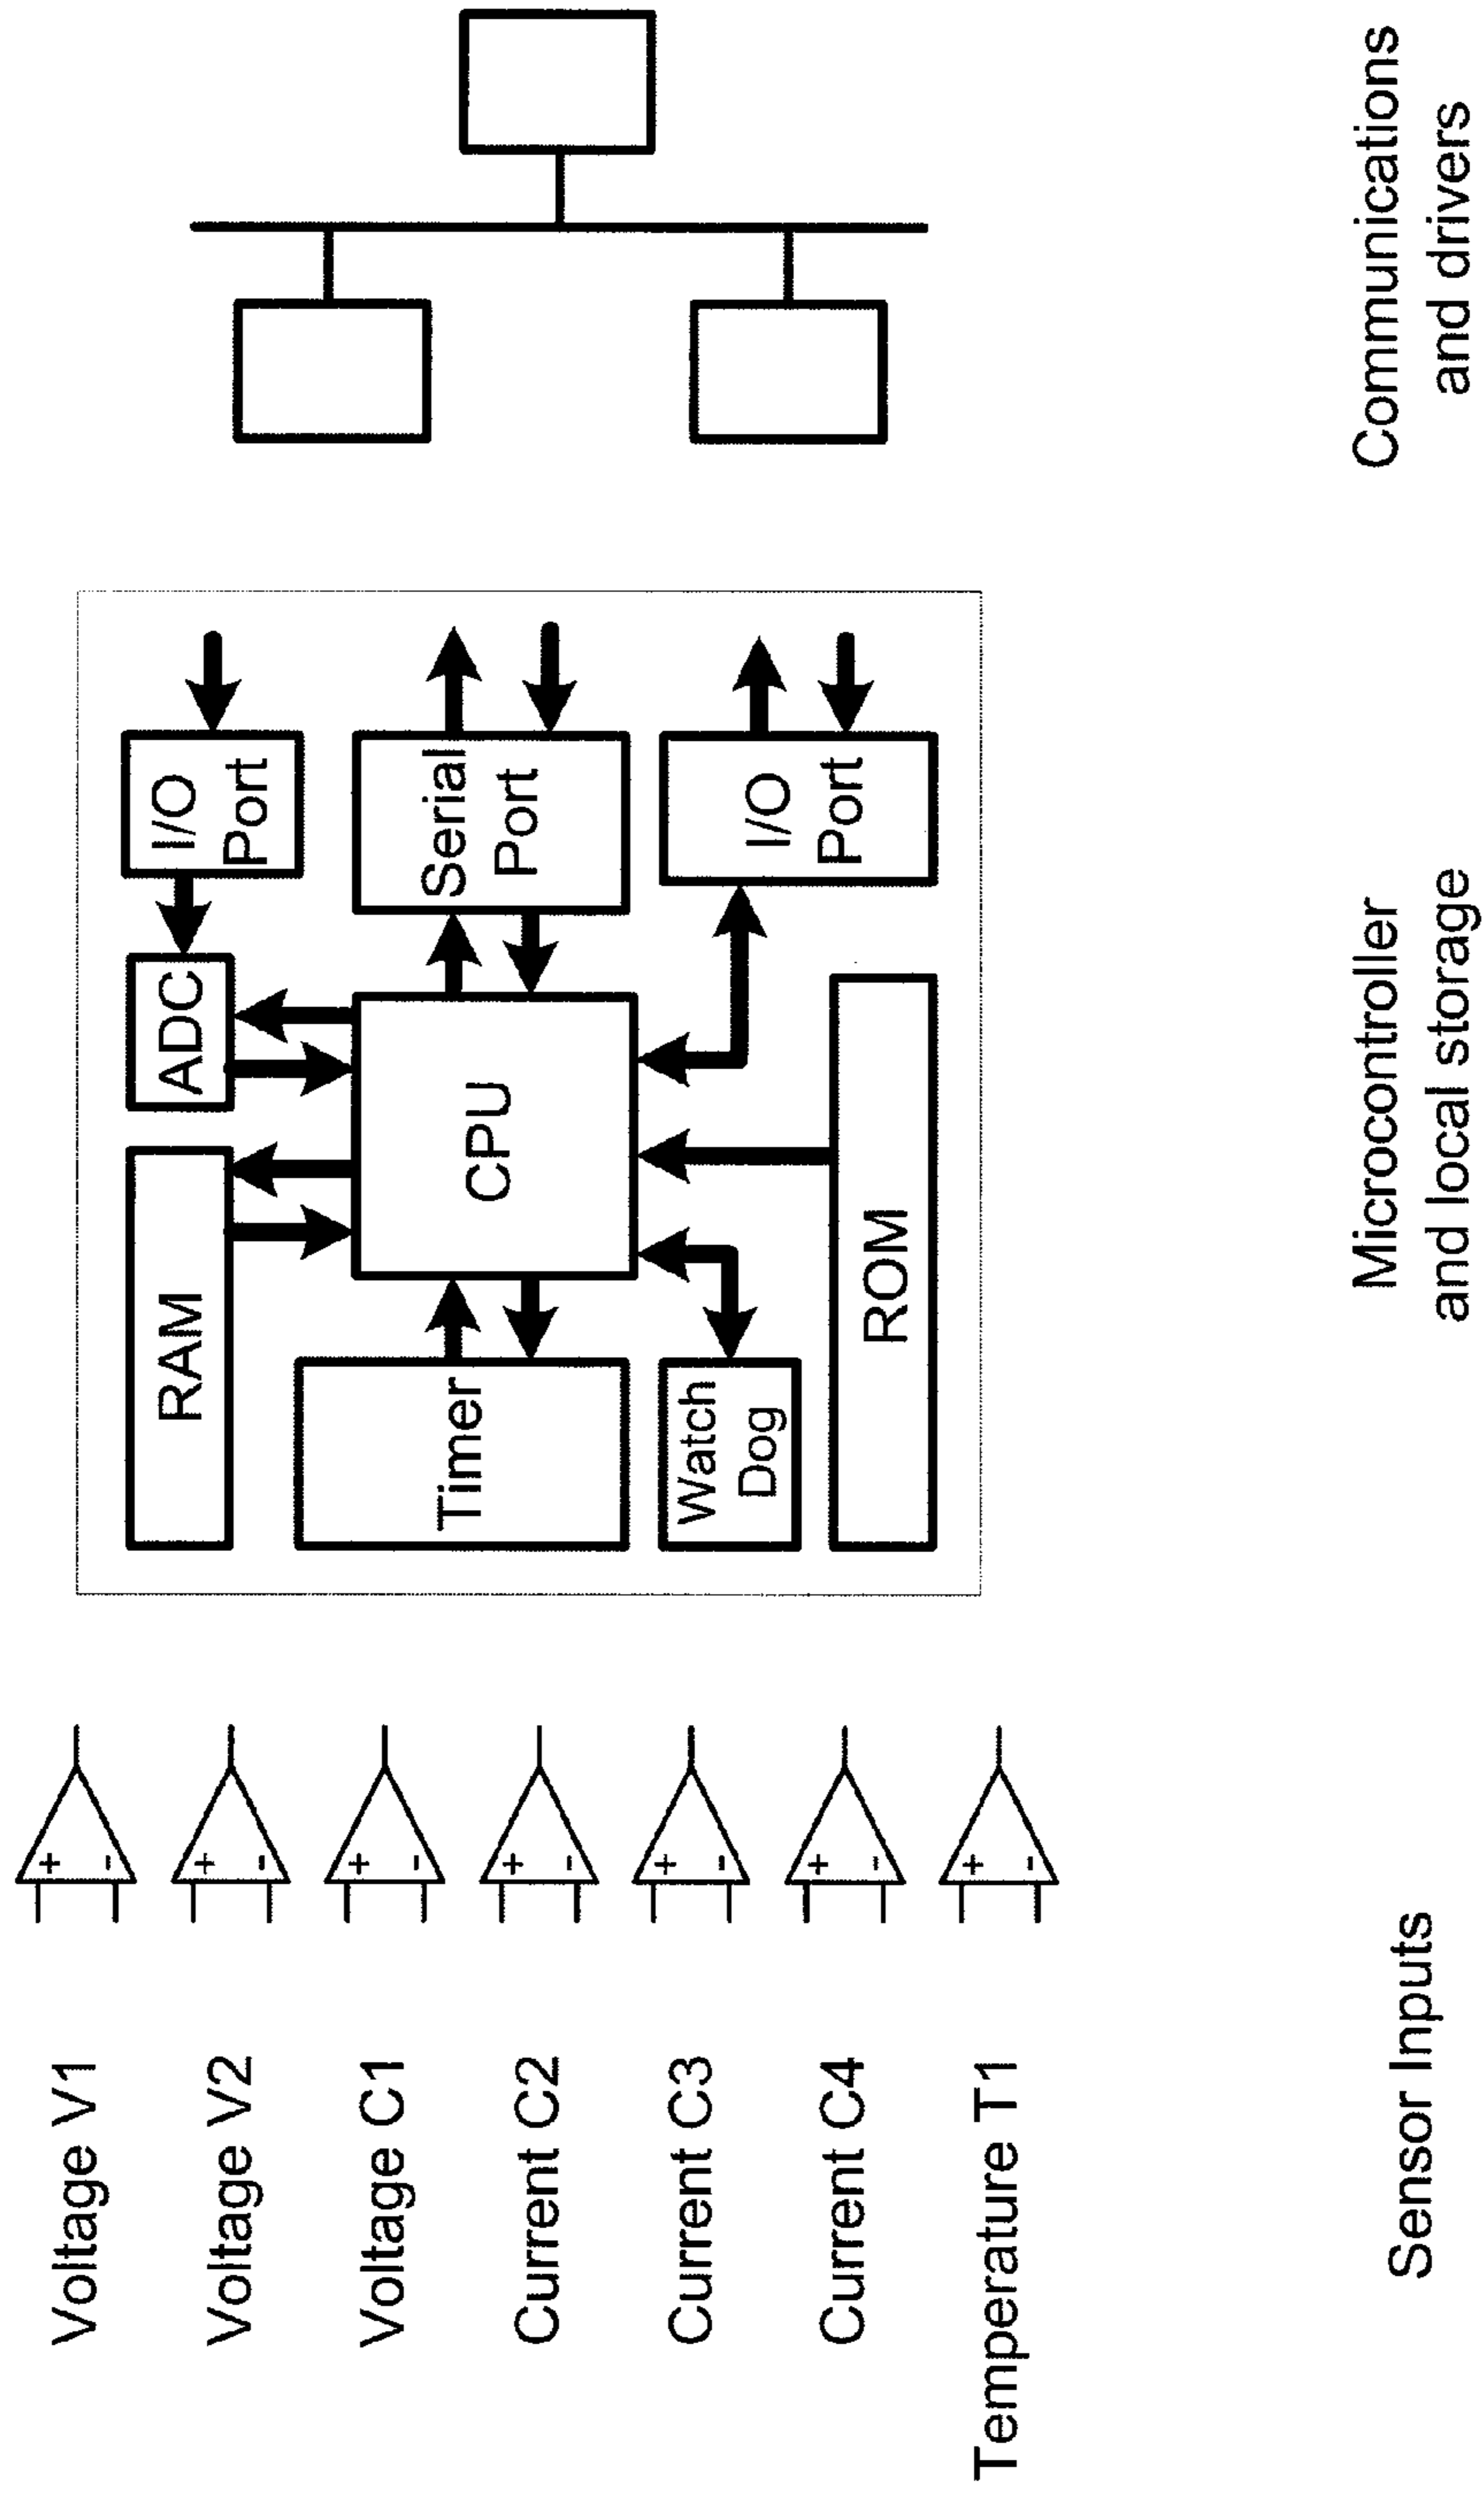 Voltage V1
Voltage V2
Voltage C1
Current C2
Current C3
Current C4
Temperature T1
+
-
+
-
+
-
+
-
+
-
+
-
+
-
RAM
ADC
I/O
Port
Timer
CPU
Serial
Port
Watch
Dog
I/O
Port
ROM
Sensor Inputs
Microcontroller
and local storage
Communications
and drivers